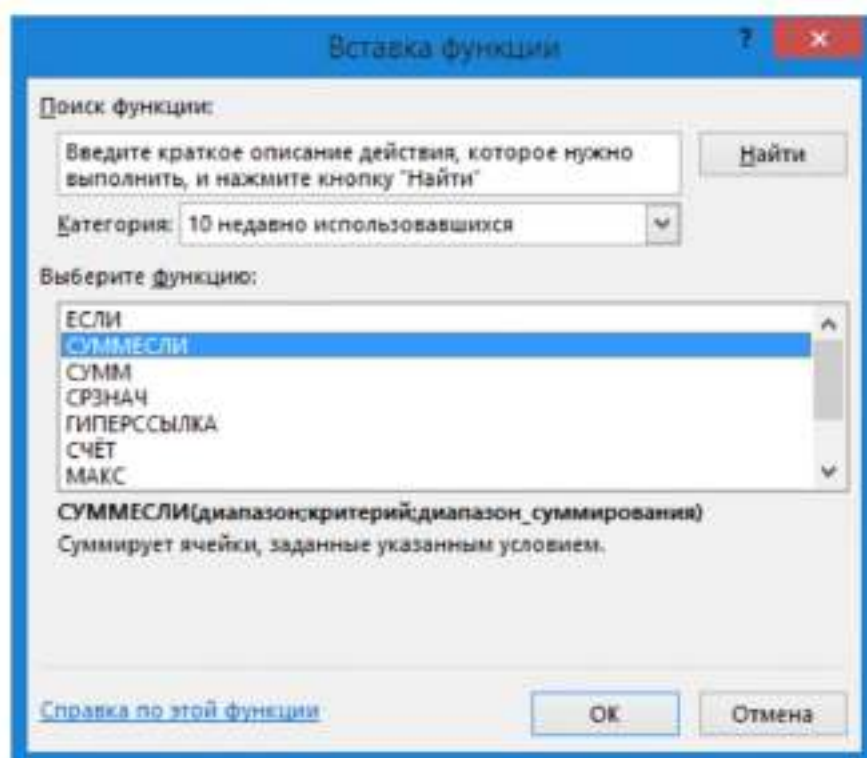 Вставка функции
?
Поиск функции:
Введите краткое описание действия, которое нужно
выполнить, и нажмите кнопку "Найти"
Найти
Категория: 10 недавно использовавшихся
Выберите функцию:
ЕСЛИ
СУММЕСЛИ
СУММ
СРЗНАЧ
ГИПЕРССЫЛКА
СЧЁТ
МАКС
СУММЕСЛИ(диапазон;критерий;диапазон_суммирования)
Суммирует ячейки, заданные указанным условием.
Справка по этой функции
ОК
Отмена